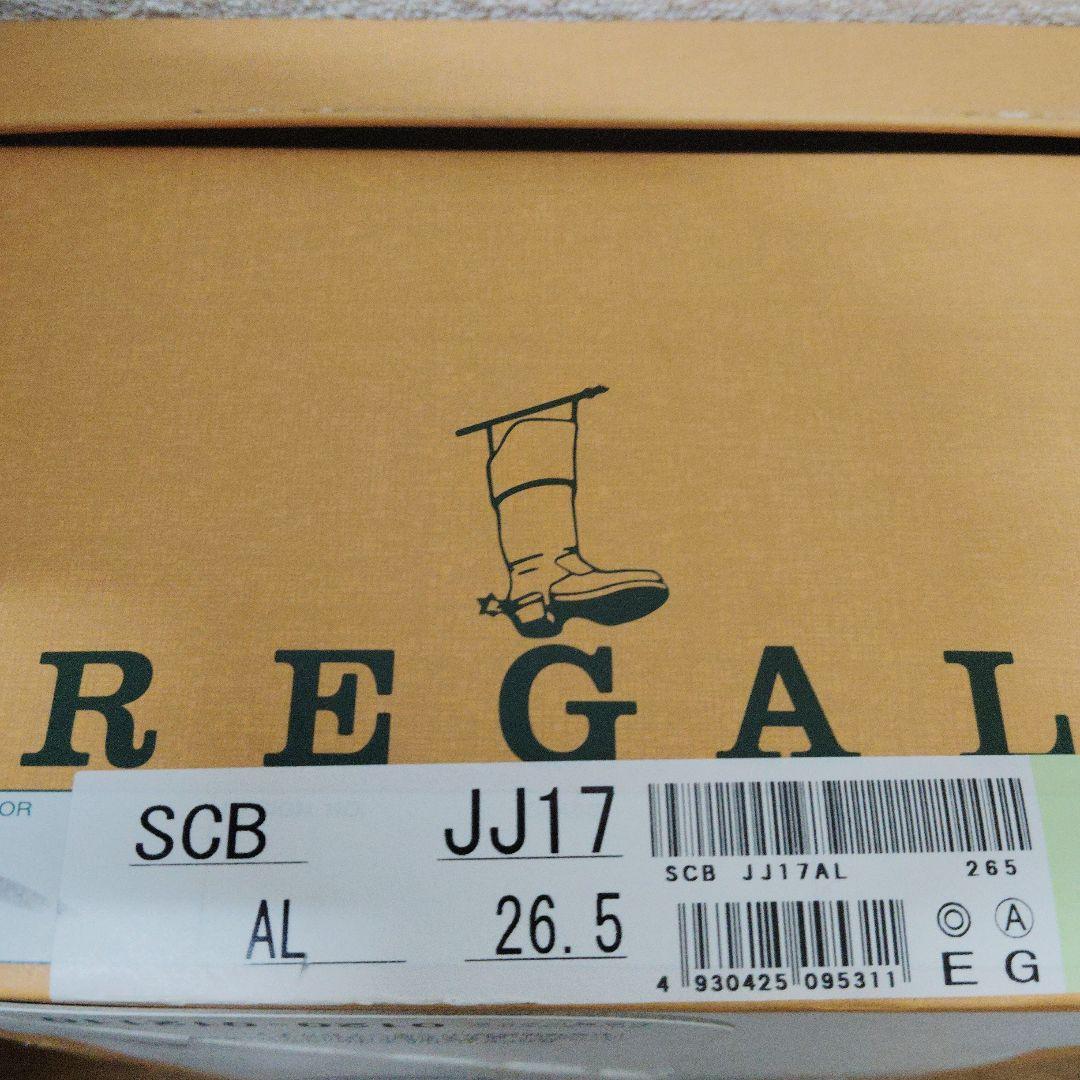 REGAL
OR
SCB JJ17
SCB JJ17AL 265
AL 26.5
◎ Ⓐ
E G
4 930425 095311